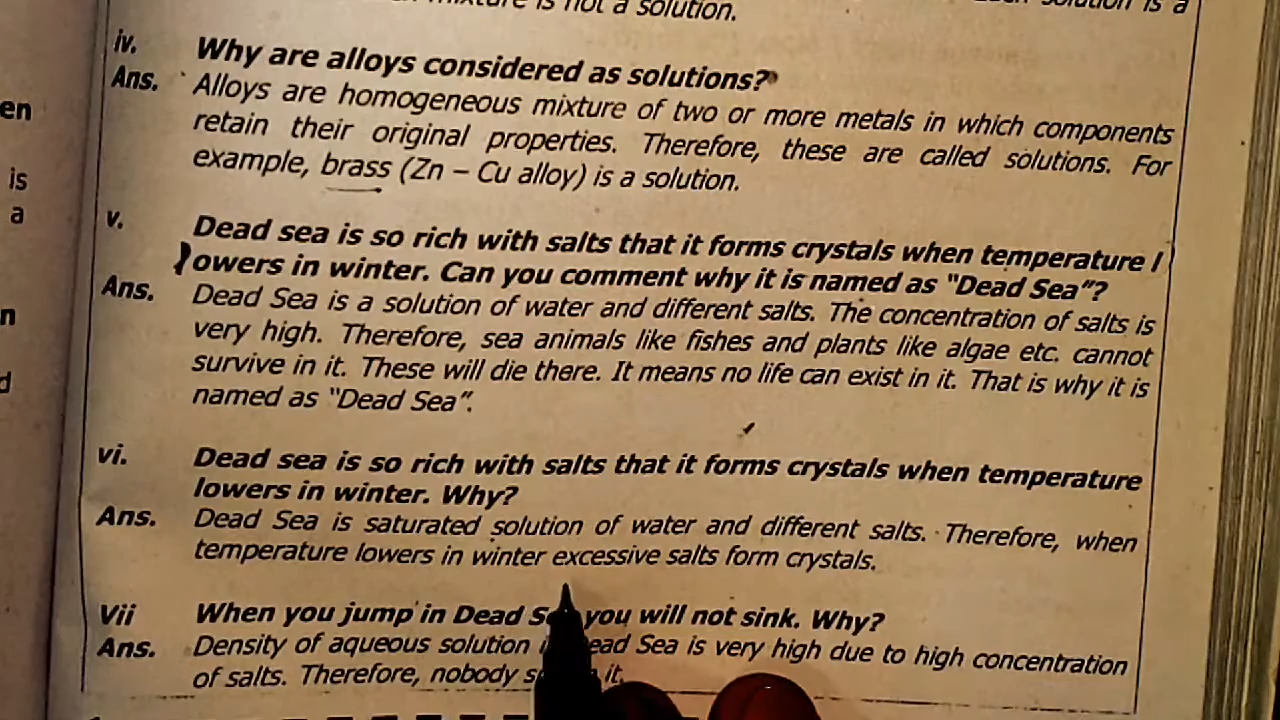 mixture is not a solution.
solution is a
iv. Why are alloys considered as solutions?
Ans. Alloys are homogeneous mixture of two or more metals in which components
retain their original properties. Therefore, these are called solutions. For
example, brass (Zn – Cu alloy) is a solution.
v. Dead sea is so rich with salts that it forms crystals when temperature l
owers in winter. Can you comment why it is named as "Dead Sea"?
Ans. Dead Sea is a solution of water and different salts. The concentration of salts is
very high. Therefore, sea animals like fishes and plants like algae etc. cannot
survive in it. These will die there. It means no life can exist in it. That is why it is
named as "Dead Sea".
vi. Dead sea is so rich with salts that it forms crystals when temperature
lowers in winter. Why?
Ans. Dead Sea is saturated solution of water and different salts. Therefore, when
temperature lowers in winter excessive salts form crystals.
Vii When you jump in Dead you will not sink. Why?
Ans. Density of aqueous solution Sea is very high due to high concentration
of salts. Therefore, nobody it.
en
is
a
n
d